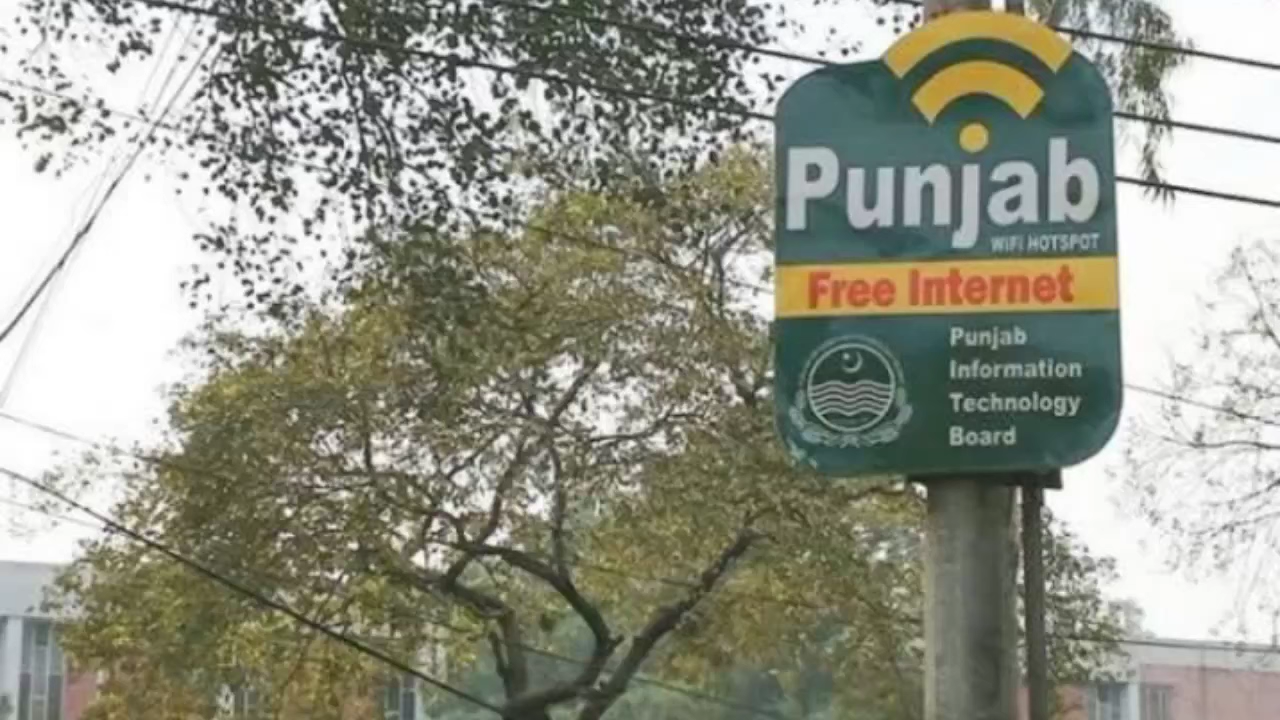 Punjab
WiFi HOTSPOT
Free Internet
Punjab
Information
Technology
Board